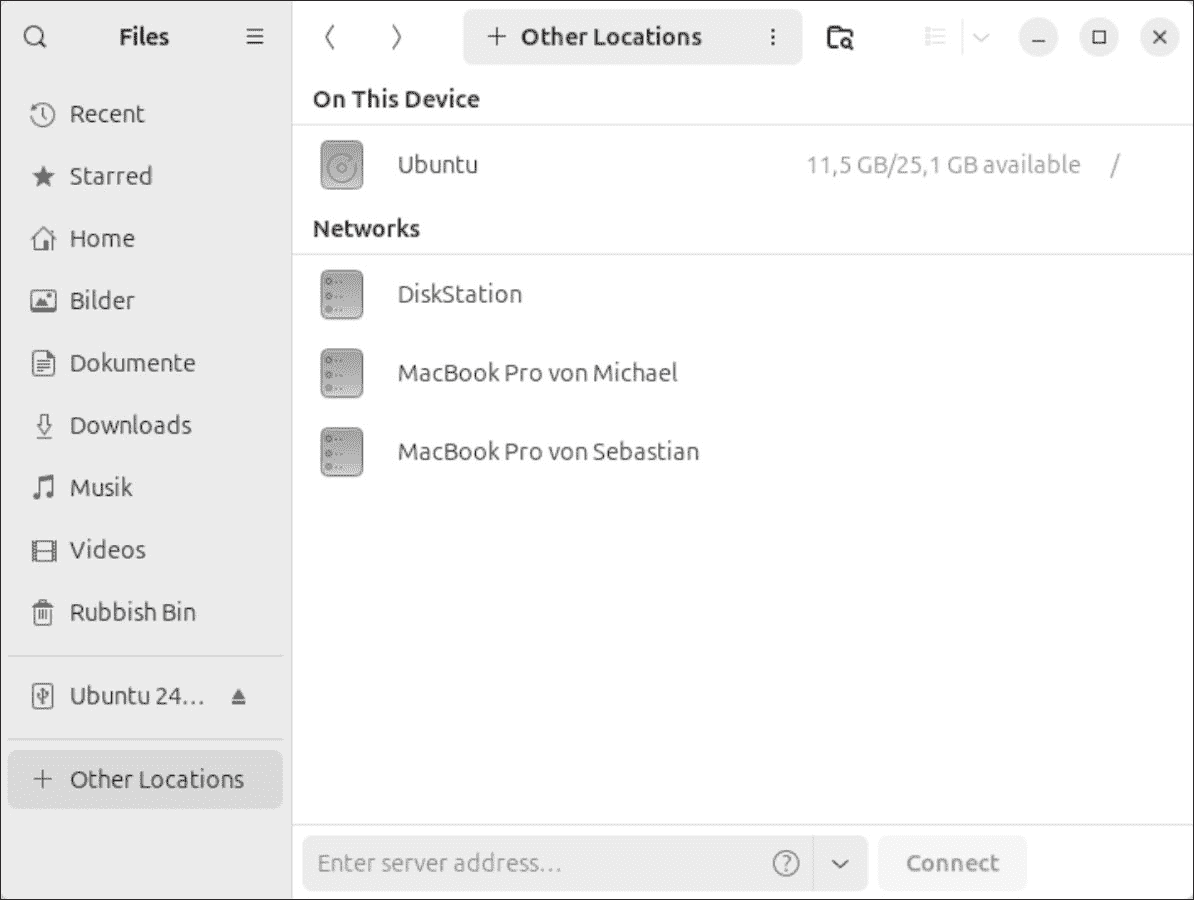 Files
Recent
Starred
Home
Bilder
Dokumente
Downloads
Musik
Videos
Rubbish Bin
Ubuntu 24…
Other Locations
Other Locations
On This Device
Ubuntu 11,5 GB/25,1 GB available /
Networks
DiskStation
MacBook Pro von Michael
MacBook Pro von Sebastian
Enter server address… ? Connect